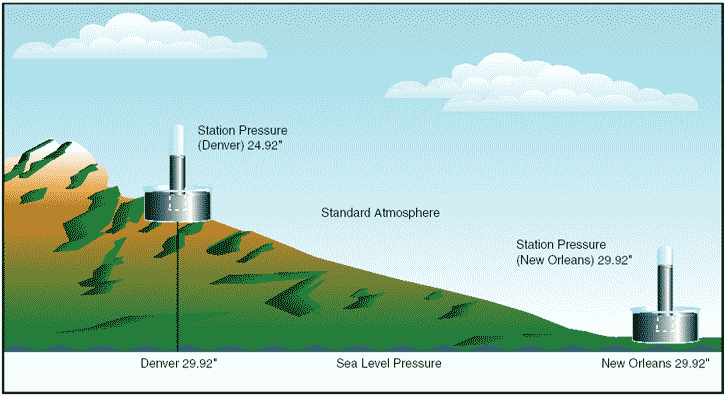 Station Pressure
(Denver) 24.92"
Standard Atmosphere
Station Pressure
(New Orleans) 29.92"
Denver 29.92"
Sea Level Pressure
New Orleans 29.92"